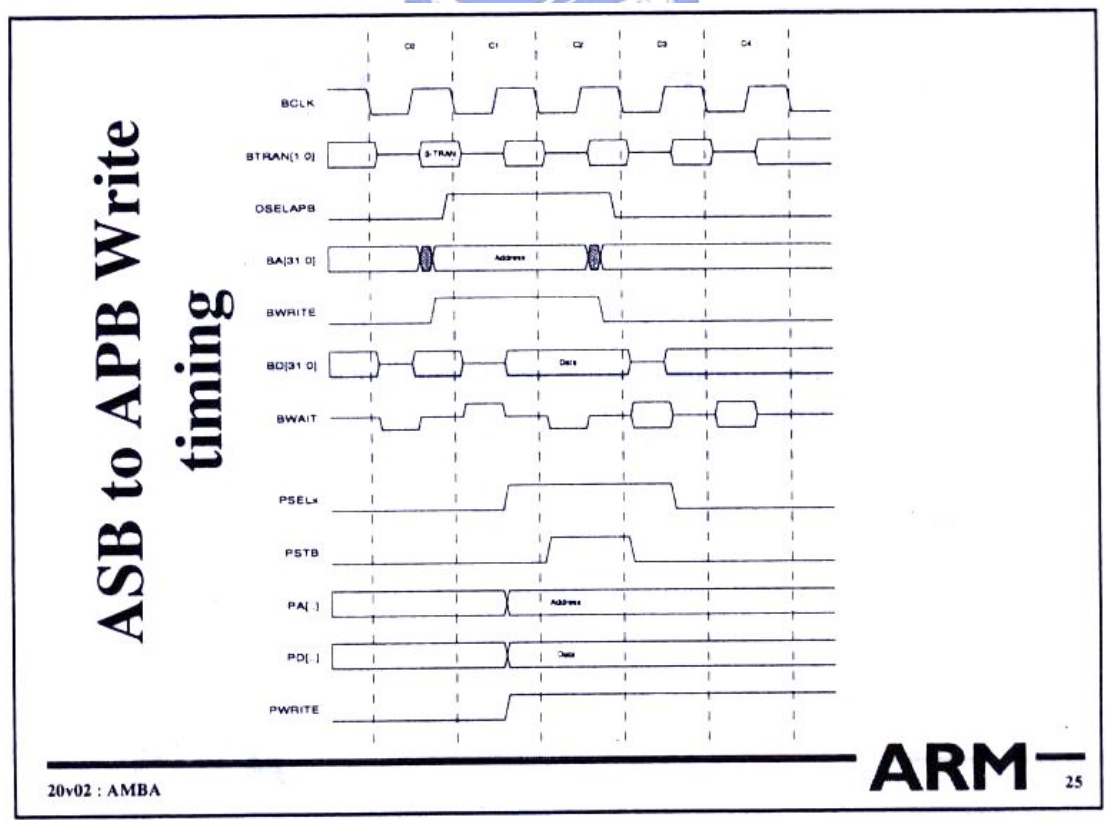 ASB to APB Write
timing
C0 C1 C2 C3 C4
BCLK
BTRAN[1:0]
S-TRAN
DSELAPB
BA[31:0]
Address
BWRITE
BD[31:0]
Data
BWAIT
PSELx
PSTB
PA[..]
Address
PD[..]
Data
PWRITE
ARM
20v02 : AMBA
25